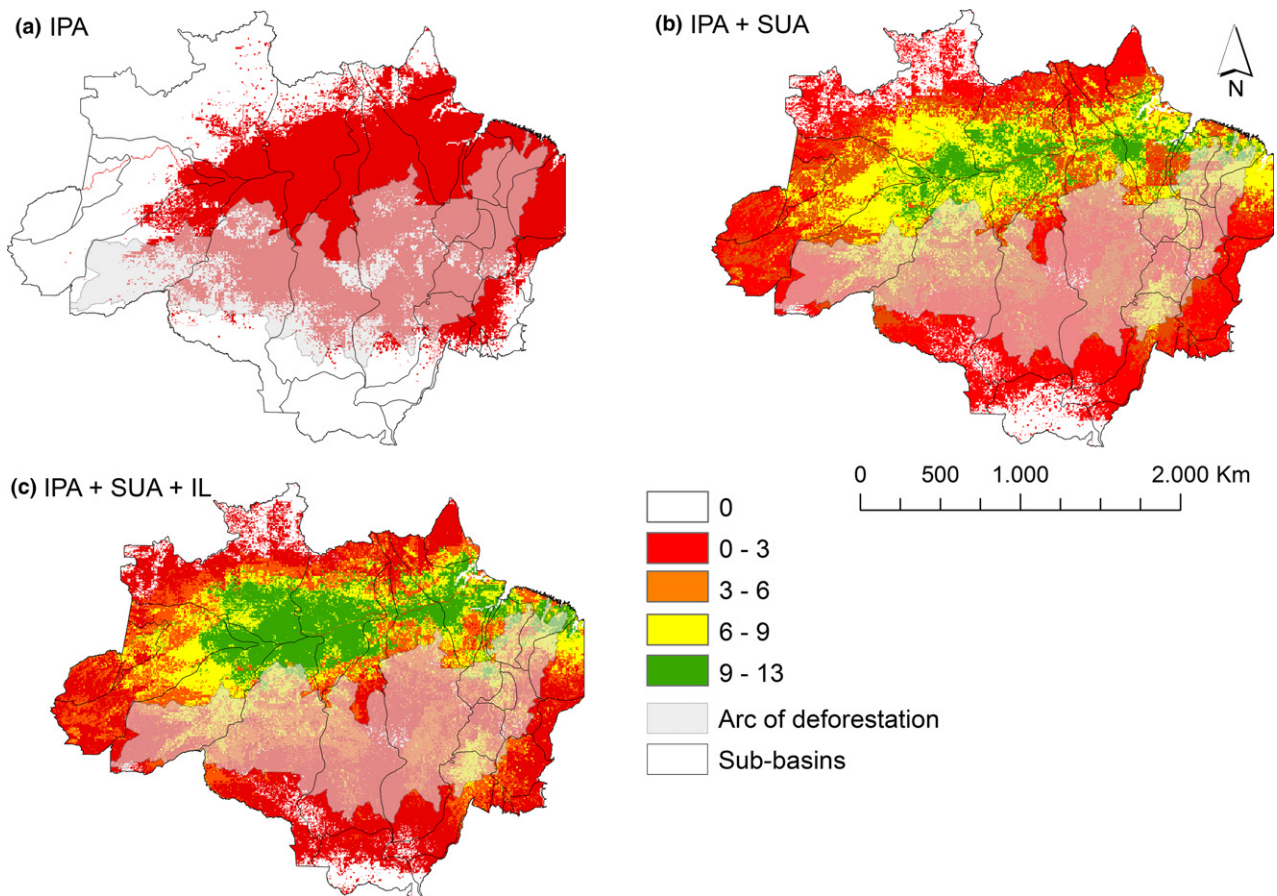 (a) IPA
(b) IPA + SUA
N
(c) IPA + SUA + IL
0 500 1.000 2.000 Km
0
0 - 3
3 - 6
6 - 9
9 - 13
Arc of deforestation
Sub-basins